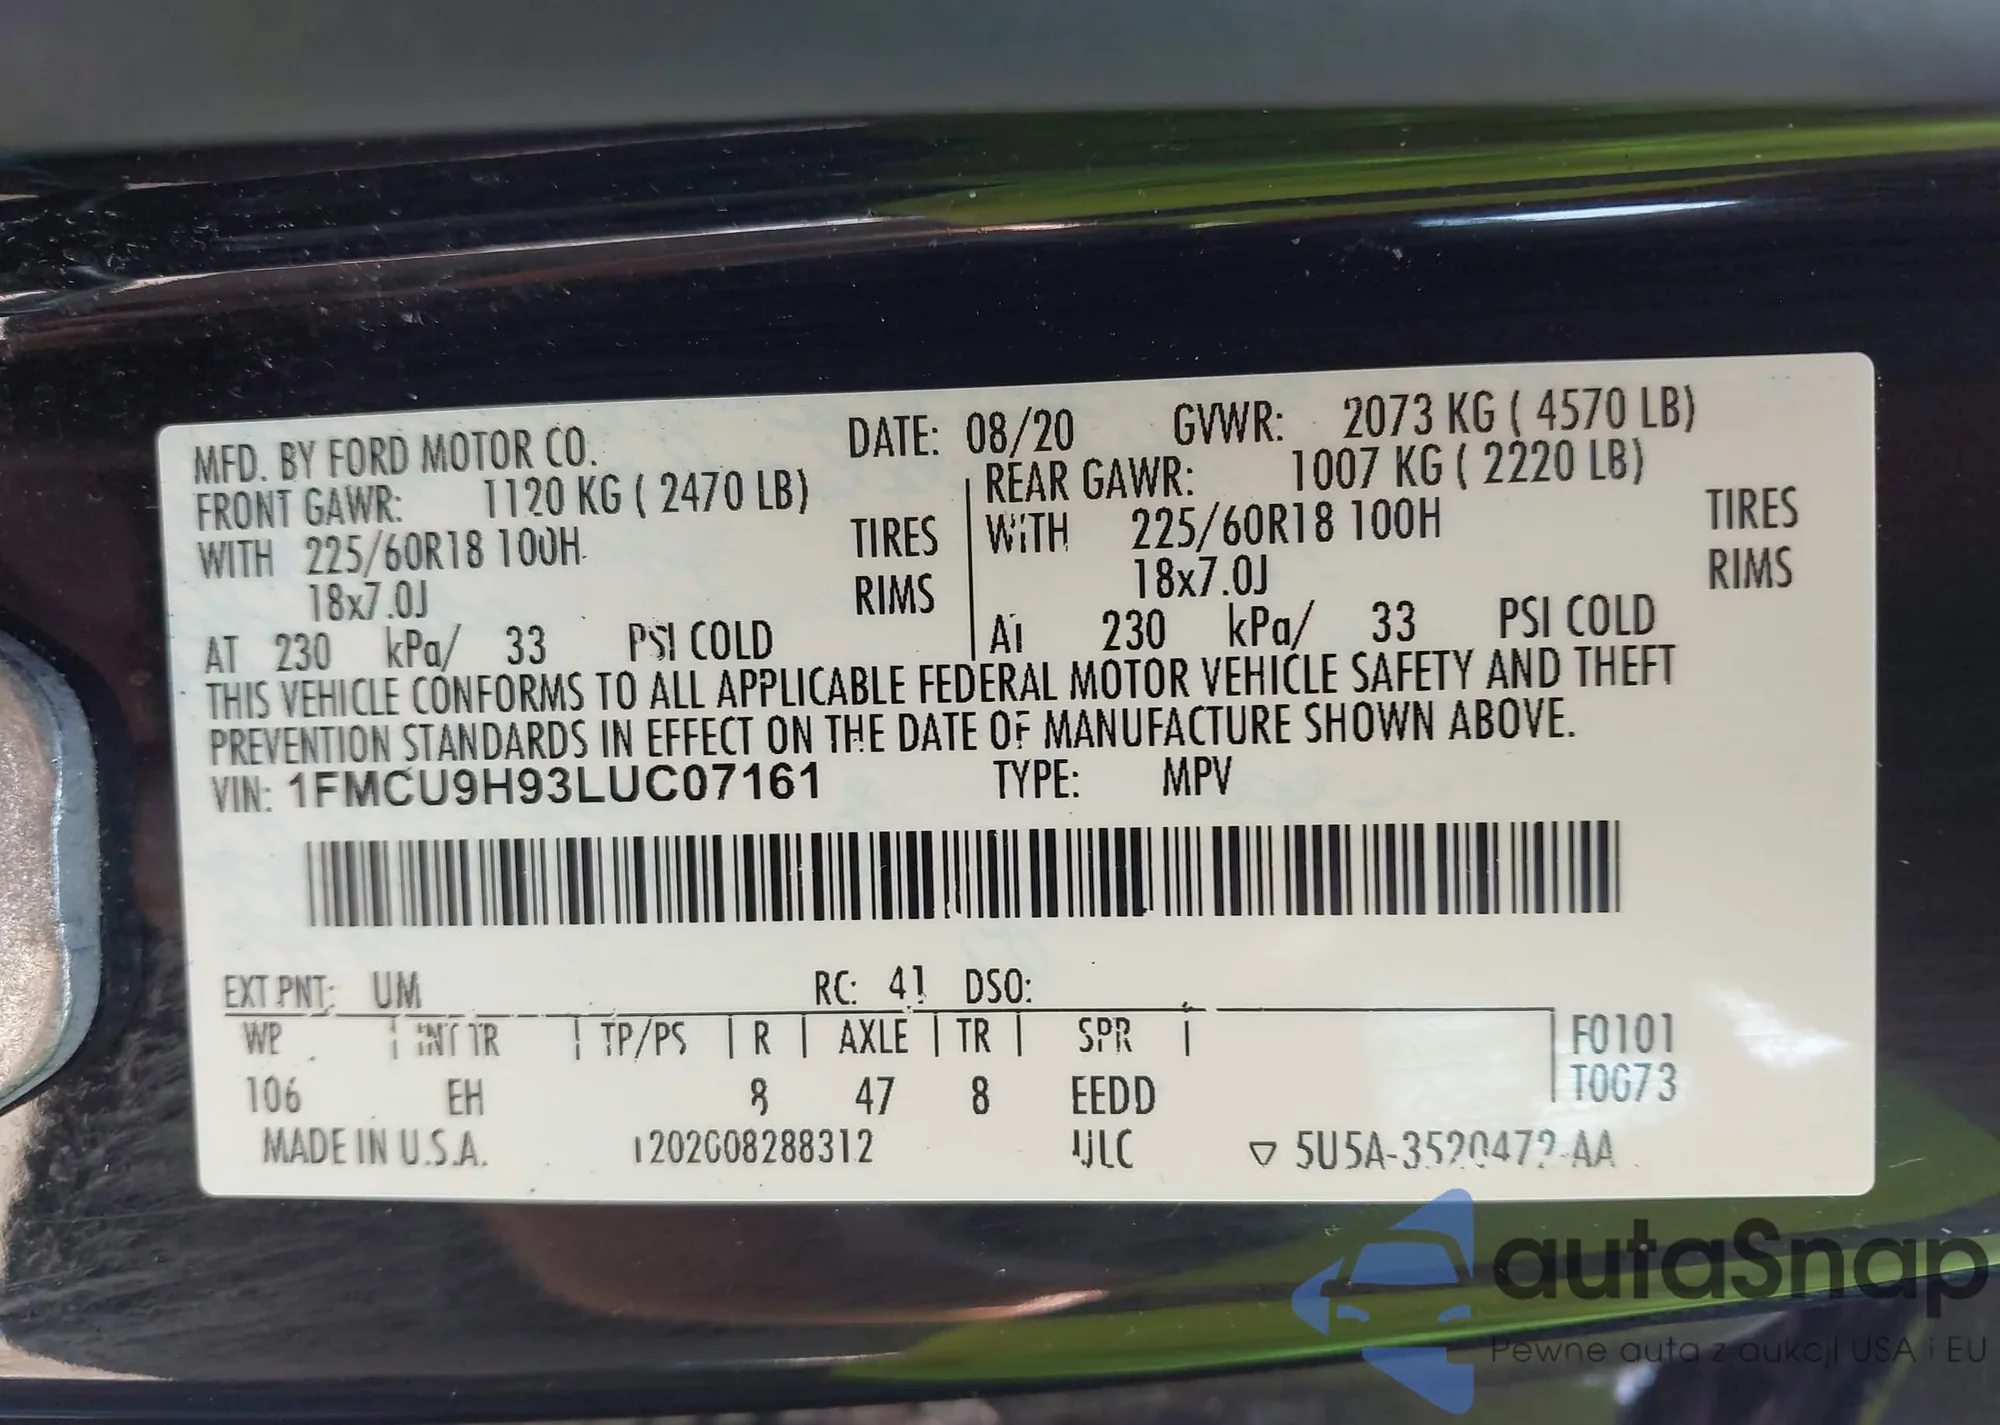 MFD. BY FORD MOTOR CO. DATE: 08/20 GVWR: 2073 KG ( 4570 LB)
FRONT GAWR: 1120 KG ( 2470 LB) REAR GAWR: 1007 KG ( 2220 LB)
WITH 225/60R18 100H TIRES WITH 225/60R18 100H TIRES
18x7.0J RIMS 18x7.0J RIMS
AT 230 kPa/ 33 PSI COLD AT 230 kPa/ 33 PSI COLD
THIS VEHICLE CONFORMS TO ALL APPLICABLE FEDERAL MOTOR VEHICLE SAFETY AND THEFT
PREVENTION STANDARDS IN EFFECT ON THE DATE OF MANUFACTURE SHOWN ABOVE.
VIN: 1FMCU9H93LUC07161 TYPE: MPV
EXT PNT: UM RC: 41 DSO:
WB INT TR TP/PS R AXLE TR SPR F0101
T0G73
106 EH 8 47 8 EEDD
MADE IN U.S.A. 5U5A-3520472-AA
autaSnap
Pewne auta z aukcji USA i EU